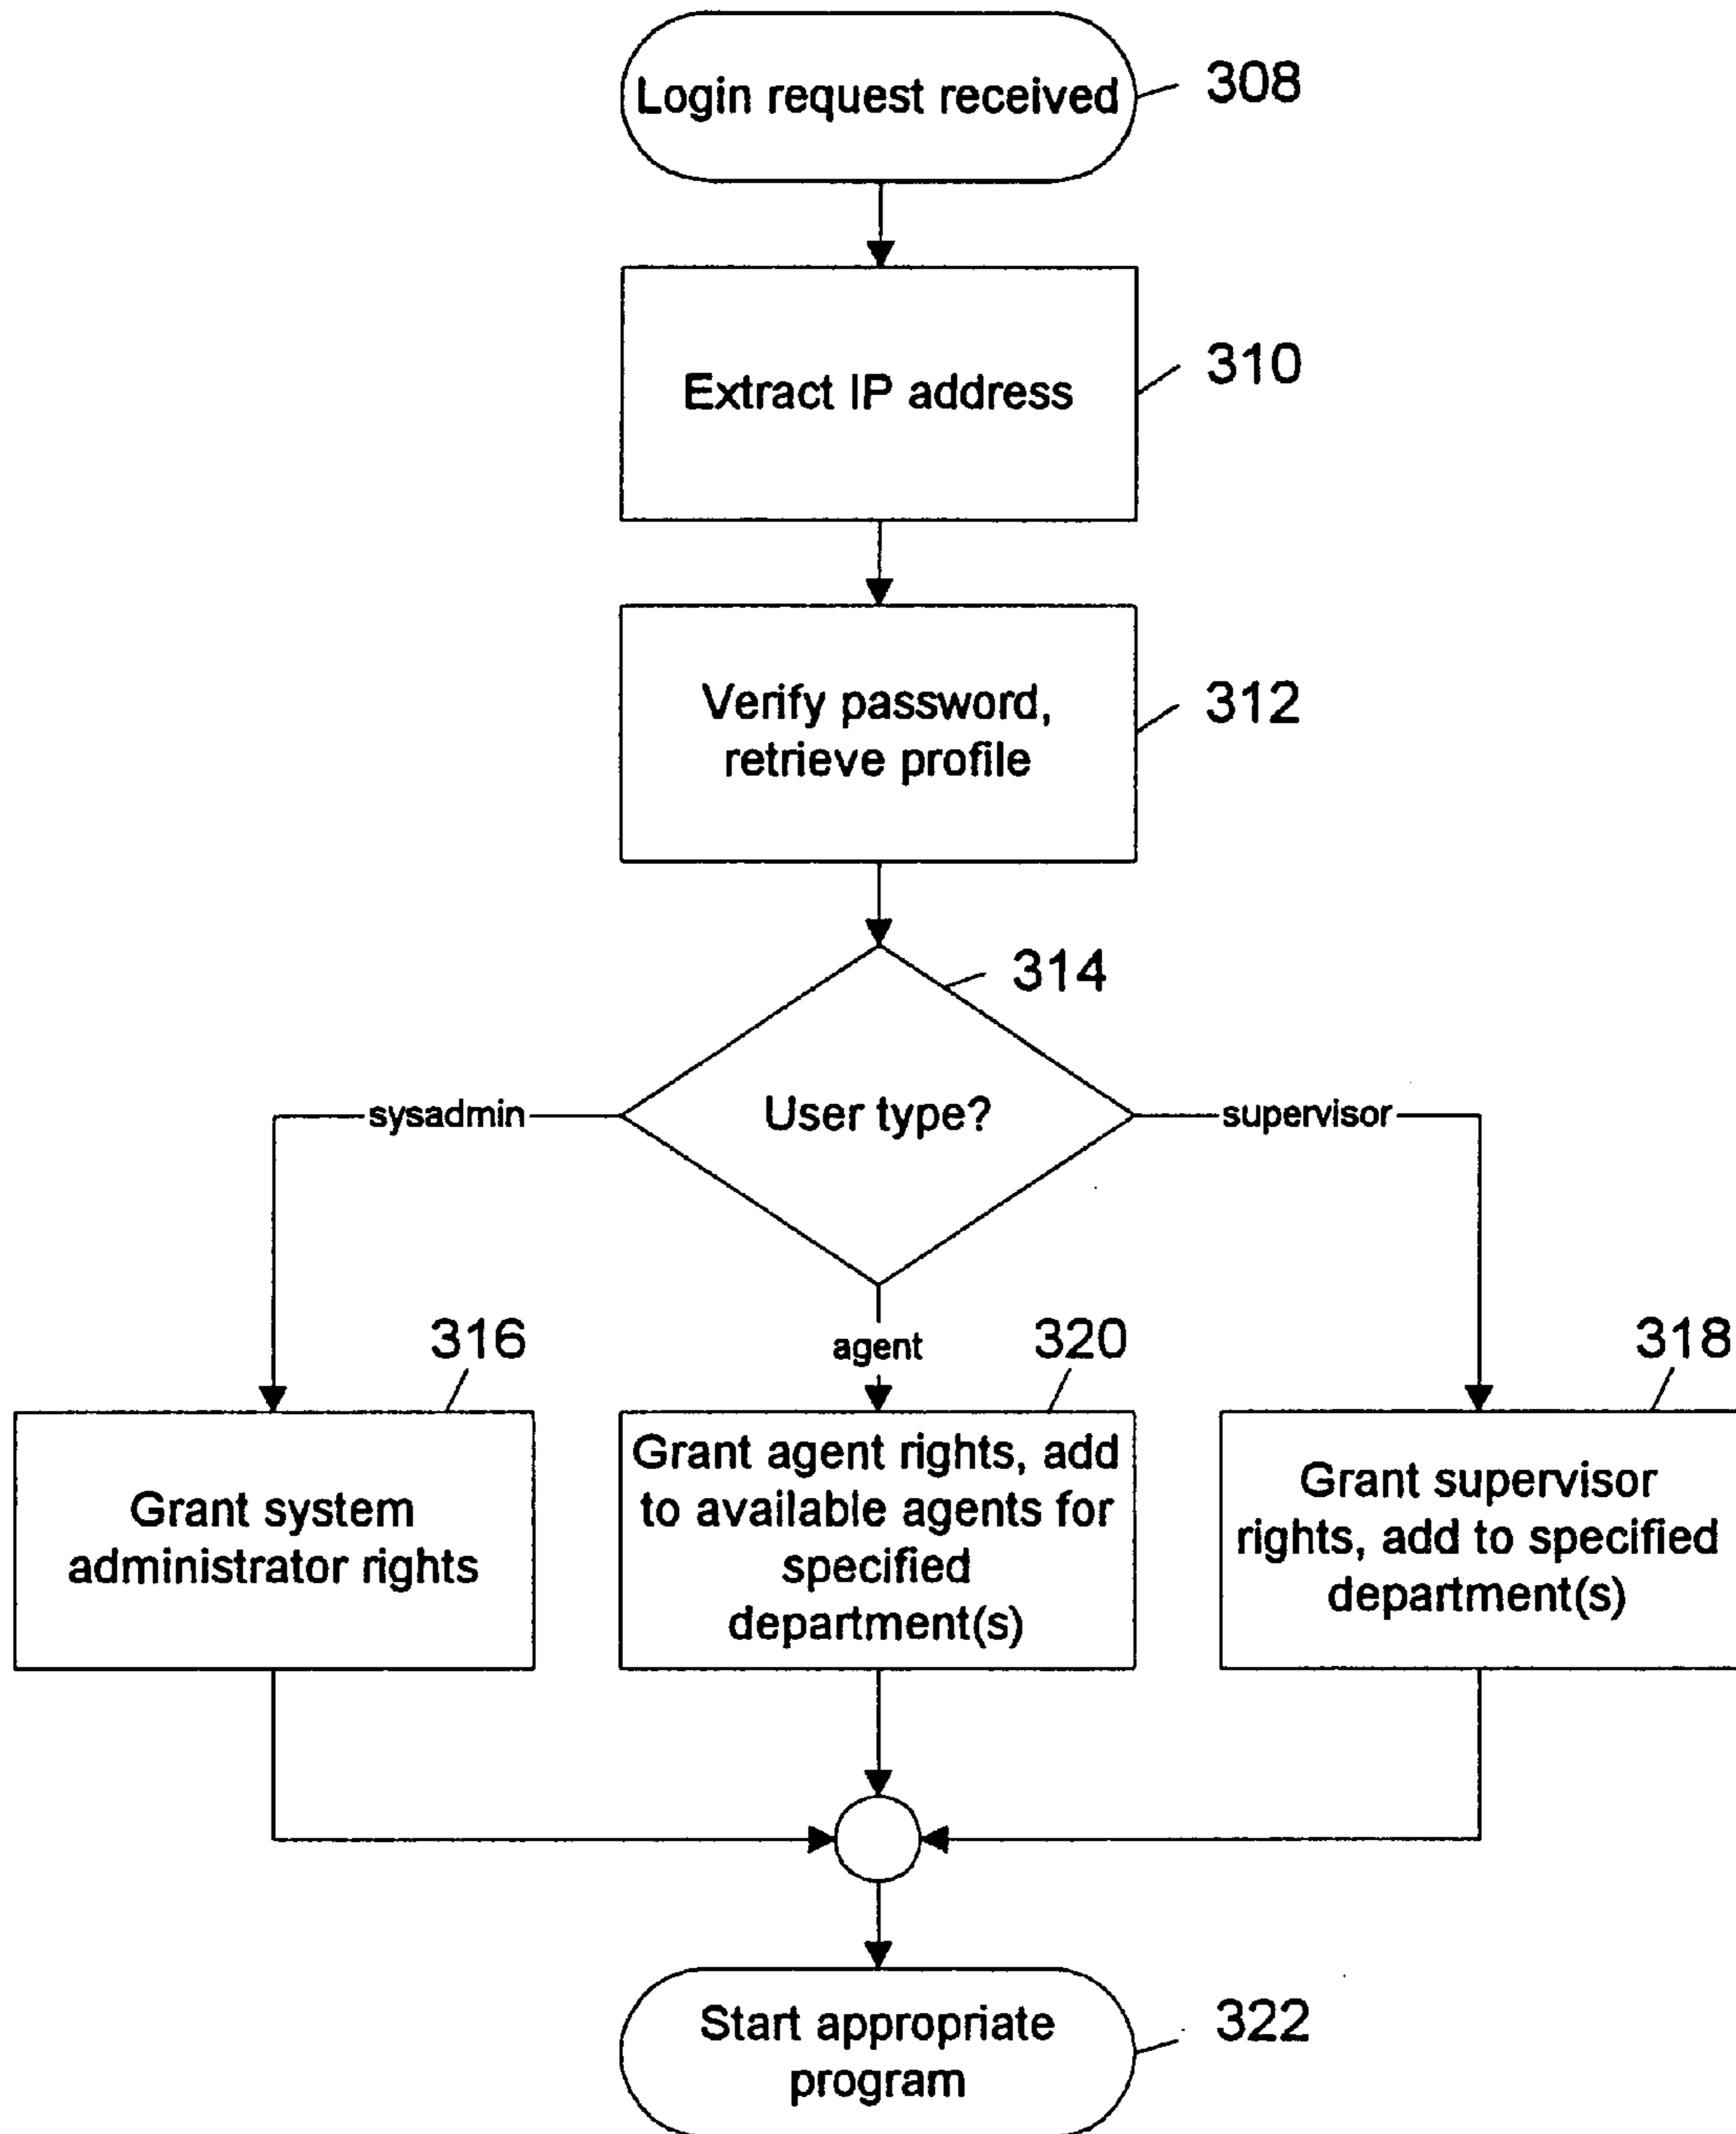 Login request received
308
Extract IP address
310
Verify password,
retrieve profile
312
314
User type?
sysadmin
supervisor
agent
316
320
318
Grant system
administrator rights
Grant agent rights, add
to available agents for
specified
department(s)
Grant supervisor
rights, add to specified
department(s)
Start appropriate
program
322